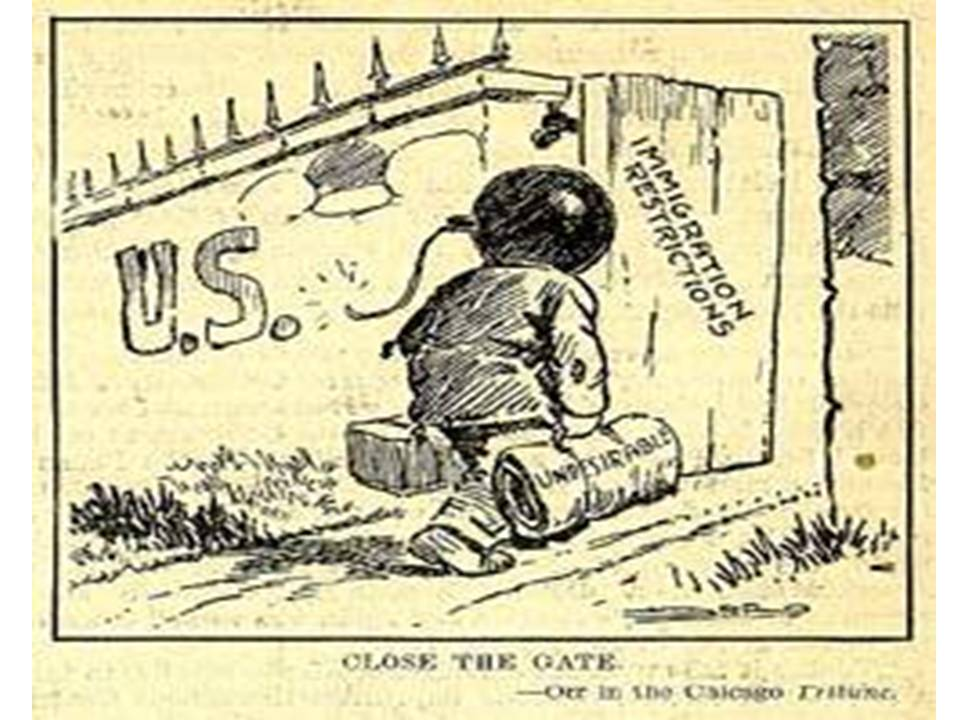 U.S.
IMMIGRATION
RESTRICTIONS
UNDESIRABLE
CLOSE THE GATE.
—Orr in the Chicago Tribune.